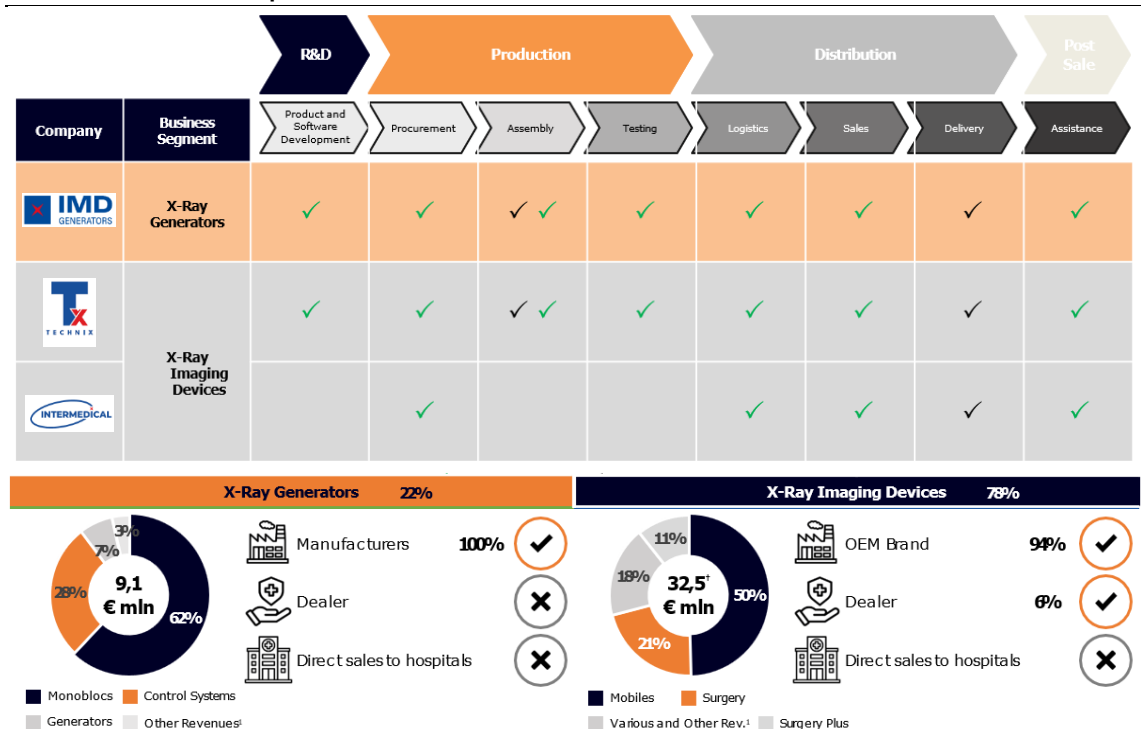 R&D
Production
Distribution
Post
Sale
Company
Business
Segment
Product and
Software
Development
Procurement
Assembly
Testing
Logistics
Sales
Delivery
Assistance
IMD
GENERATORS
X-Ray
Generators
Tx
TECHNIX
X-Ray
Imaging
Devices
INTERMEDICAL
X-Ray Generators 22%
X-Ray Imaging Devices 78%
3%
7%
28%
62%
9,1
€ mln
Manufacturers 100%
Dealer
Direct sales to hospitals
Monoblocs
Control Systems
Generators
Other Revenues¹
11%
18%
50%
21%
32,5†
€ mln
OEM Brand 94%
Dealer 6%
Direct sales to hospitals
Mobiles
Surgery
Various and Other Rev.¹
Surgery Plus